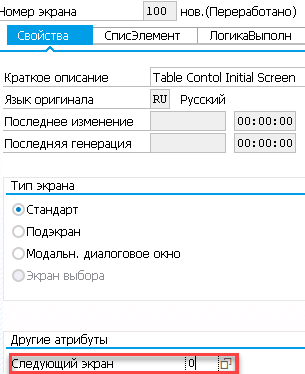 Номер экрана 100 нов.(Переработано)
Свойства СписЭлемент ЛогикаВыполн
Краткое описание Table Contol Initial Screen
Язык оригинала RU Русский
Последнее изменение 00:00:00
Последняя генерация 00:00:00
Тип экрана
Стандарт
Подэкран
Модальн. диалоговое окно
Экран выбора
Другие атрибуты
Следующий экран 0